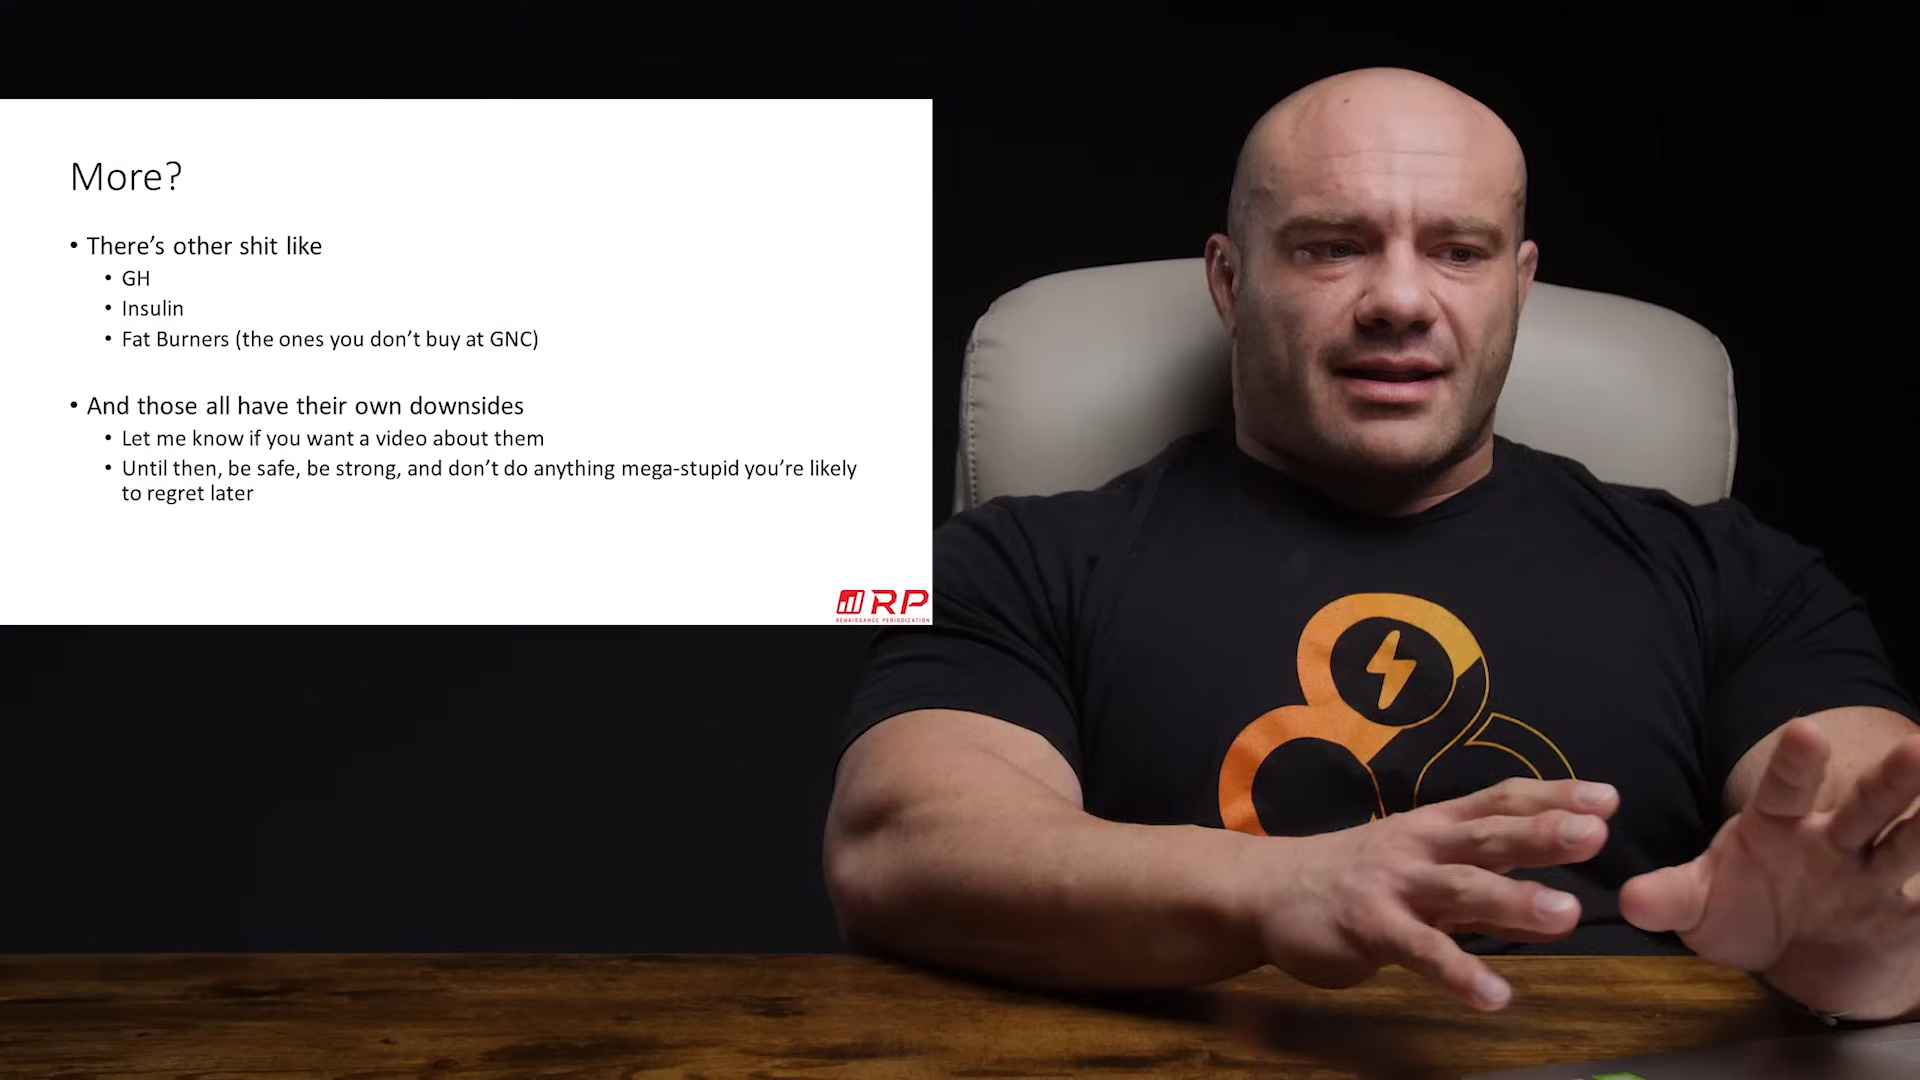 More?
• There's other shit like
• GH
• Insulin
• Fat Burners (the ones you don't buy at GNC)
• And those all have their own downsides
• Let me know if you want a video about them
• Until then, be safe, be strong, and don't do anything mega-stupid you're likely
to regret later
RP
RENAISSANCE PERIODIZATION